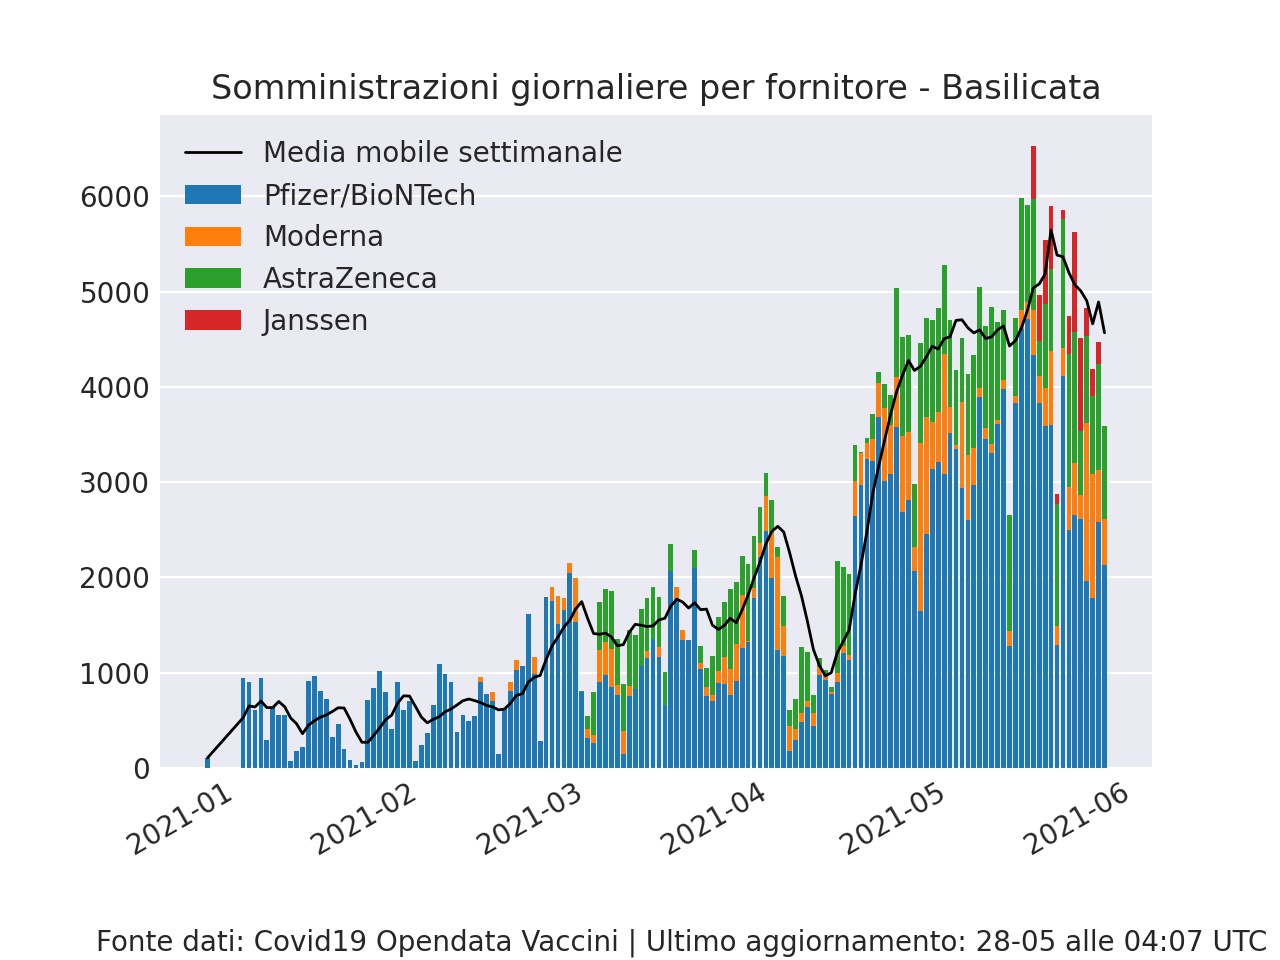 Somministrazioni giornaliere per fornitore - Basilicata
Media mobile settimanale
Pfizer/BioNTech
Moderna
AstraZeneca
Janssen
6000
5000
4000
3000
2000
1000
0
2021-01
2021-02
2021-03
2021-04
2021-05
2021-06
Fonte dati: Covid19 Opendata Vaccini | Ultimo aggiornamento: 28-05 alle 04:07 UTC